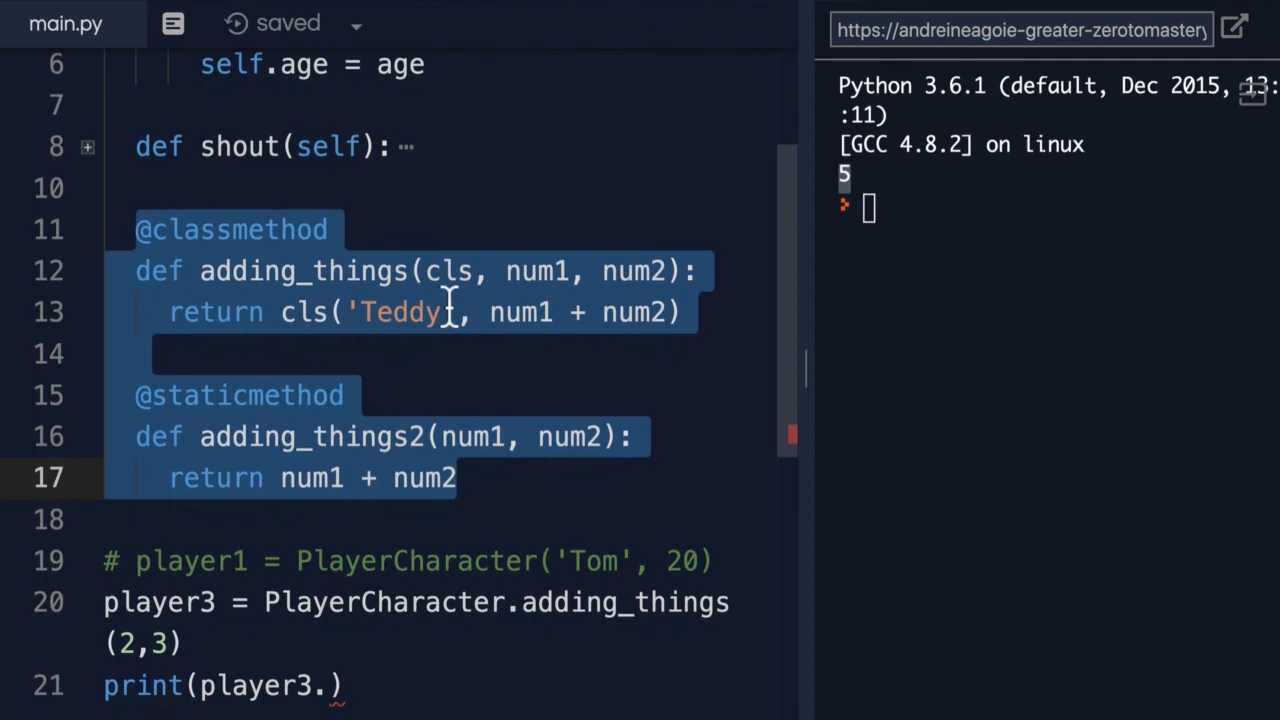 main.py saved
https://andreineagoie-greater-zerotomastery
6 self.age = age
7
8 def shout(self):
10
11 @classmethod
12 def adding_things(cls, num1, num2):
13 return cls('Teddy', num1 + num2)
14
15 @staticmethod
16 def adding_things2(num1, num2):
17 return num1 + num2
18
19 # player1 = PlayerCharacter('Tom', 20)
20 player3 = PlayerCharacter.adding_things
(2,3)
21 print(player3.)
Python 3.6.1 (default, Dec 2015, 13:
:11)
[GCC 4.8.2] on linux
5